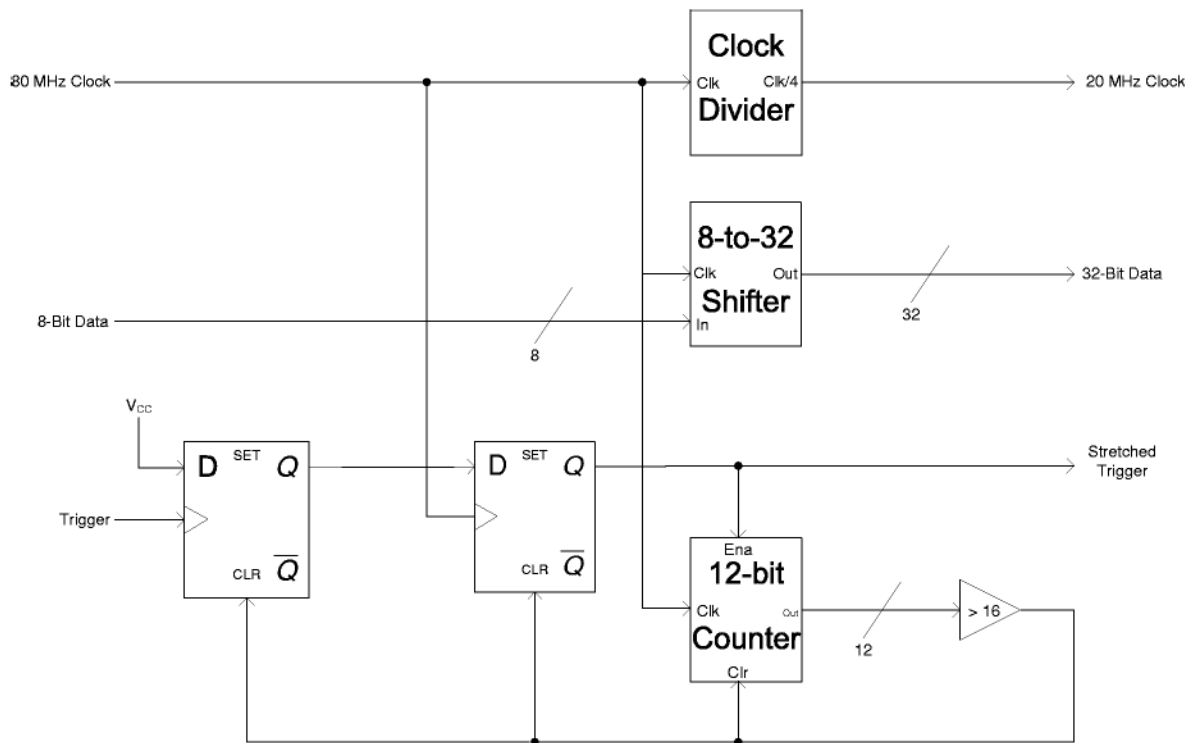 80 MHz Clock
Clock
Clk
Clk/4
Divider
20 MHz Clock
8-to-32
Clk
Out
Shifter
In
32
32-Bit Data
8-Bit Data
8
VCC
D
SET
Q
Trigger
CLR
Q
D
SET
Q
CLR
Q
Stretched
Trigger
Ena
12-bit
Clk
Out
Counter
Clr
12
> 16